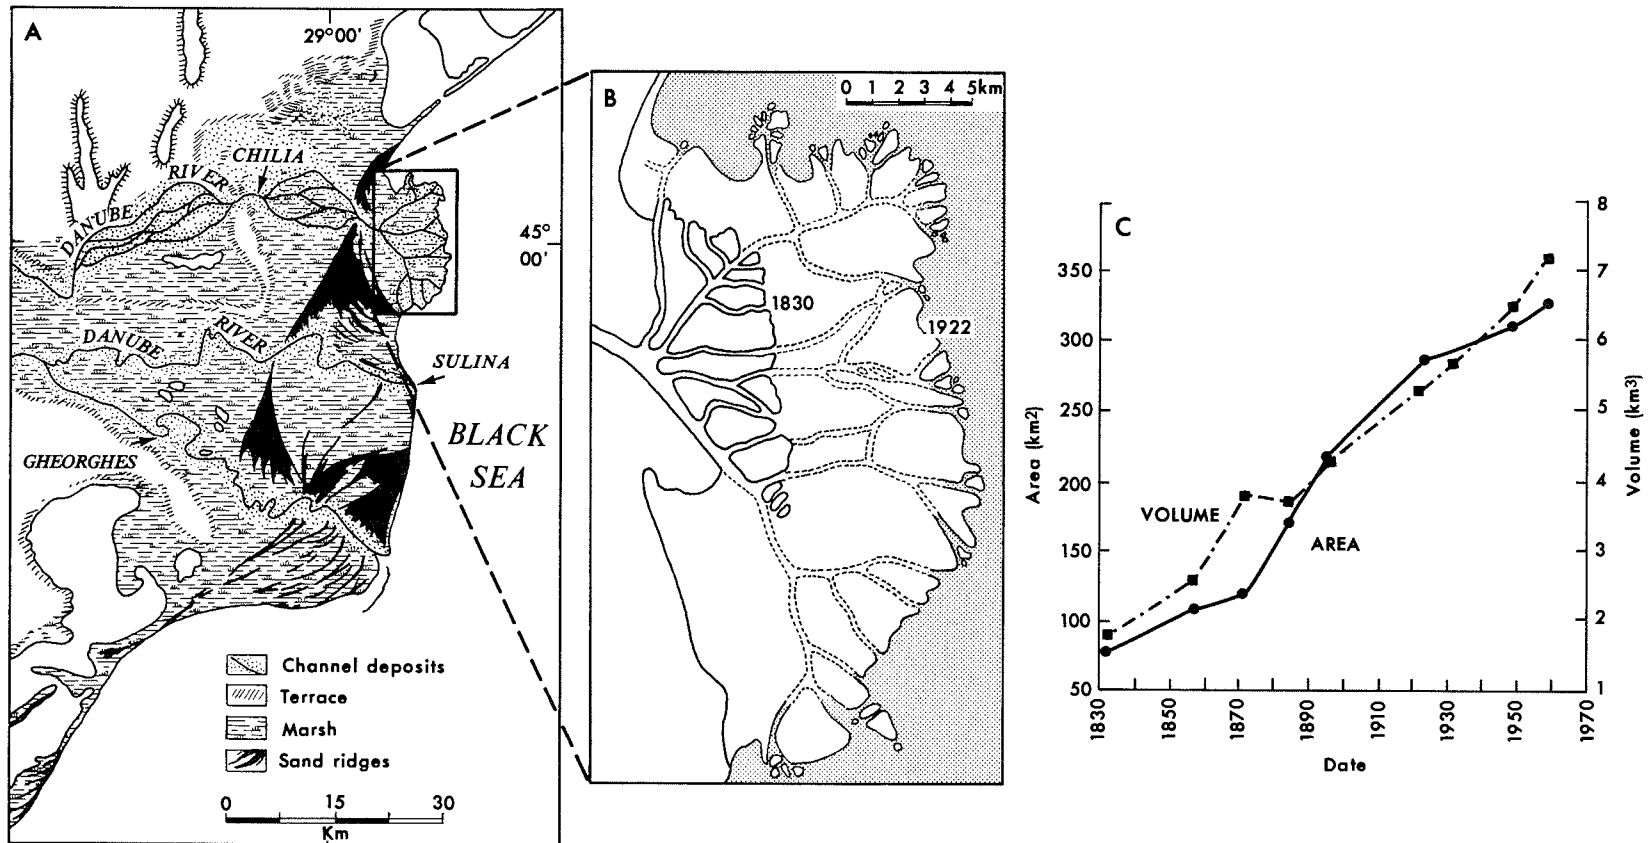 A
29°00'
CHILIA
RIVER
DANUBE
45°
00'
DANUBE
RIVER
SULINA
BLACK
SEA
GHEORGHES
Channel deposits
Terrace
Marsh
Sand ridges
0 15 30
Km
B
0 1 2 3 4 5km
1830
1922
C
Area (km2)
350
300
250
200
150
100
50
VOLUME
AREA
8
7
6
5
4
3
2
1
Volume (km³)
1830 1850 1870 1890 1910 1930 1950 1970
Date